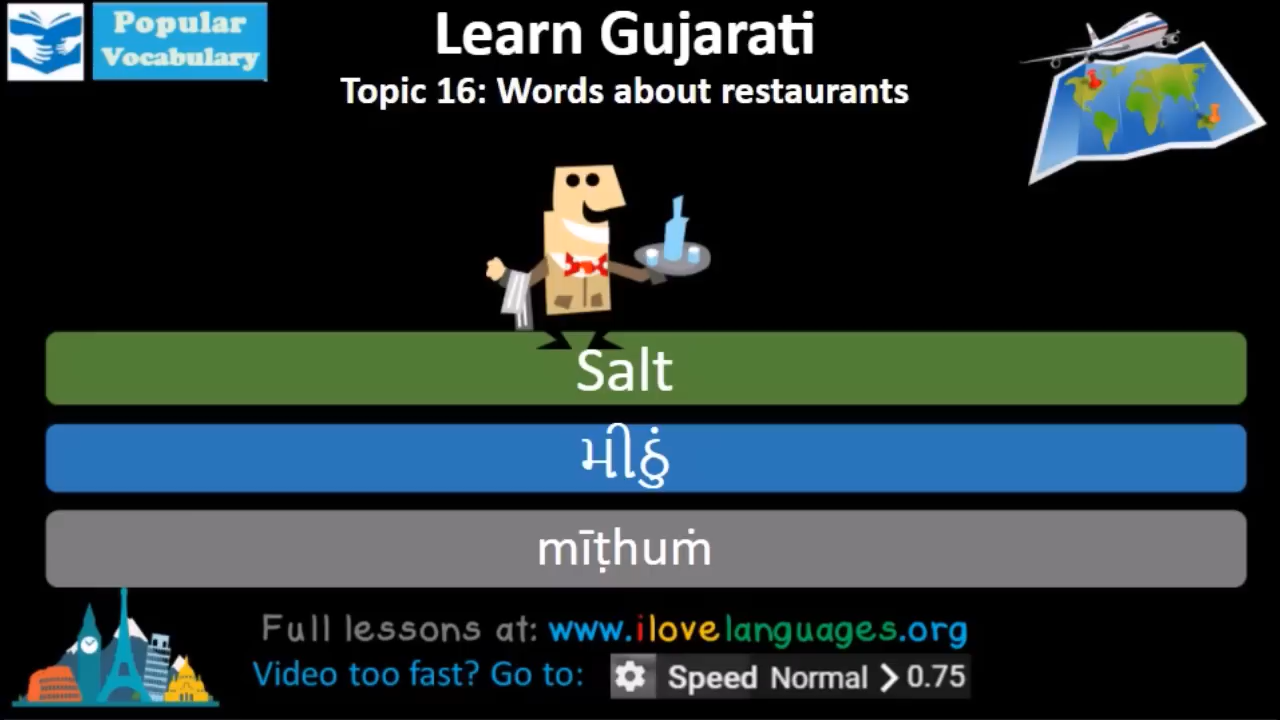 Popular
Vocabulary
Learn Gujarati
Topic 16: Words about restaurants
Salt
મીઠું
mīṭhuṁ
Full lessons at: www.ilovelanguages.org
Video too fast? Go to: Speed Normal > 0.75